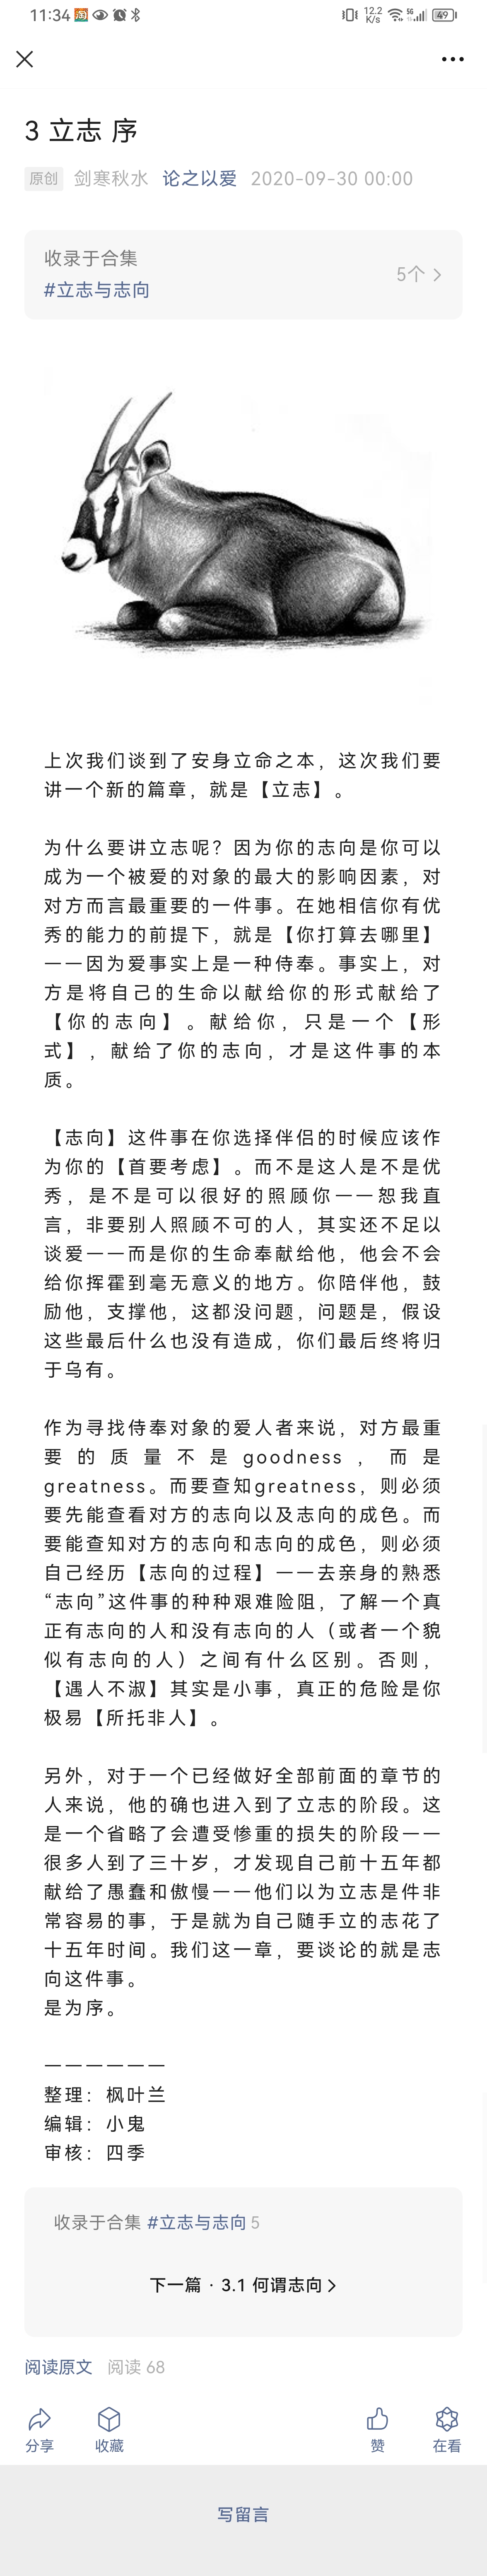 11:34 淘 12.2 K/s 5G 49
3 立志 序
原创 剑寒秋水 论之以爱 2020-09-30 00:00
收录于合集
#立志与志向
5个
上次我们谈到了安身立命之本，这次我们要
讲一个新的篇章，就是【立志】。
为什么要讲立志呢？因为你的志向是你可以
成为一个被爱的对象的最大的影响因素，对
对方而言最重要的一件事。在她相信你有优
秀的能力的前提下，就是【你打算去哪里】
——因为爱事实上是一种侍奉。事实上，对
方是将自己的生命以献给你的形式献给了
【你的志向】。献给你，只是一个【形
式】，献给了你的志向，才是这件事的本
质。
【志向】这件事在你选择伴侣的时候应该作
为你的【首要考虑】。而不是这人是不是优
秀，是不是可以很好的照顾你——恕我直
言，非要别人照顾不可的人，其实还不足以
谈爱——而是你的生命奉献给他，他会不会
给你挥霍到毫无意义的地方。你陪伴他，鼓
励他，支撑他，这都没问题，问题是，假设
这些最后什么也没有造成，你们最后终将归
于乌有。
作为寻找侍奉对象的爱人者来说，对方最重
要的质量不是goodness，而是
greatness。而要查知greatness，则必须
要先能查看对方的志向以及志向的成色。而
要能查知对方的志向和志向的成色，则必须
自己经历【志向的过程】——去亲身的熟悉
“志向”这件事的种种艰难险阻，了解一个真
正有志向的人和没有志向的人（或者一个貌
似有志向的人）之间有什么区别。否则，
【遇人不淑】其实是小事，真正的危险是你
极易【所托非人】。
另外，对于一个已经做好全部前面的章节的
人来说，他的确也进入到了立志的阶段。这
是一个省略了会遭受惨重的损失的阶段——
很多人到了三十岁，才发现自己前十五年都
献给了愚蠢和傲慢——他们以为立志是件非
常容易的事，于是就为自己随手立的志花了
十五年时间。我们这一章，要谈论的就是志
向这件事。
是为序。
——————
整理：枫叶兰
编辑：小鬼
审核：四季
收录于合集 #立志与志向 5
下一篇 · 3.1 何谓志向
阅读原文 阅读 68
分享 收藏 赞 在看
写留言